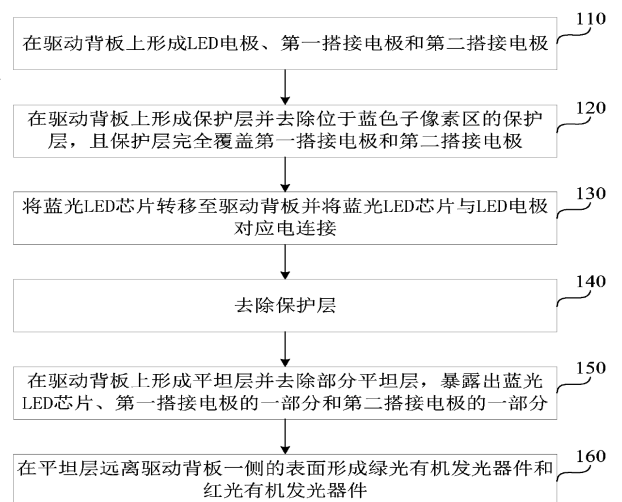 110
在驱动背板上形成LED电极、第一搭接电极和第二搭接电极
120
在驱动背板上形成保护层并去除位于蓝色子像素区的保护
层，且保护层完全覆盖第一搭接电极和第二搭接电极
130
将蓝光LED芯片转移至驱动背板并将蓝光LED芯片与LED电极
对应电连接
140
去除保护层
150
在驱动背板上形成平坦层并去除部分平坦层，暴露出蓝光
LED芯片、第一搭接电极的一部分和第二搭接电极的一部分
160
在平坦层远离驱动背板一侧的表面形成绿光有机发光器件和
红光有机发光器件